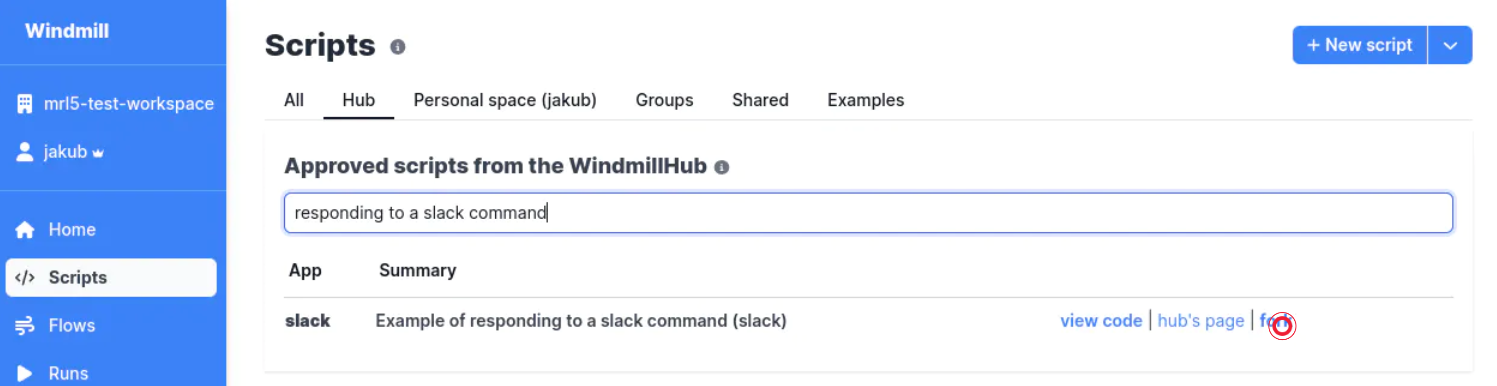 Windmill
mrl5-test-workspace
jakub
Home
Scripts
Flows
Runs
Scripts
+ New script
All Hub Personal space (jakub) Groups Shared Examples
Approved scripts from the WindmillHub
responding to a slack command
App Summary
slack Example of responding to a slack command (slack) view code | hub's page | fork